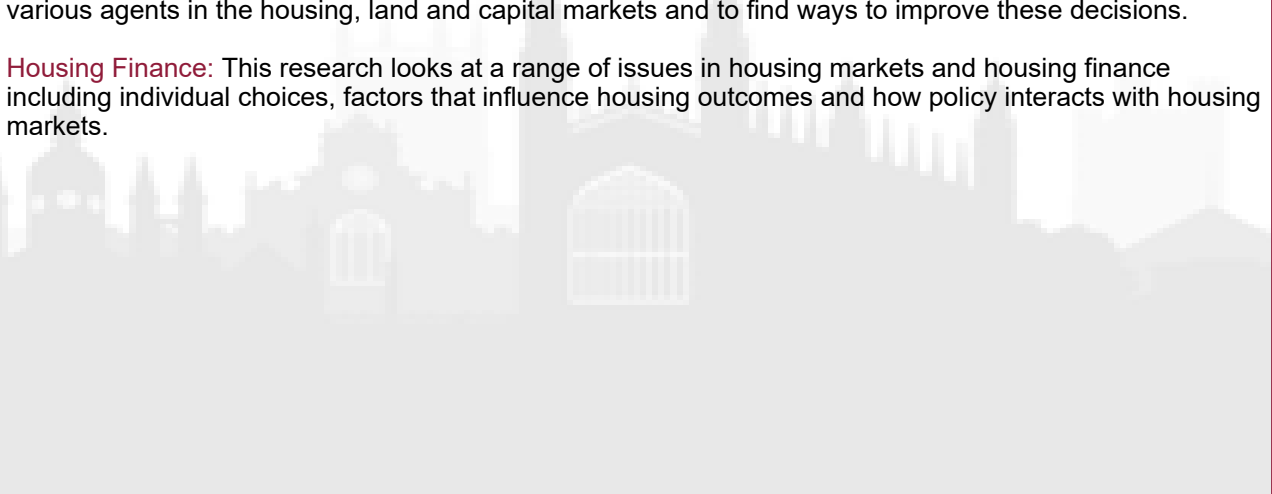 various agents in the housing, land and capital markets and to find ways to improve these decisions.
Housing Finance: This research looks at a range of issues in housing markets and housing finance
including individual choices, factors that influence housing outcomes and how policy interacts with housing
markets.